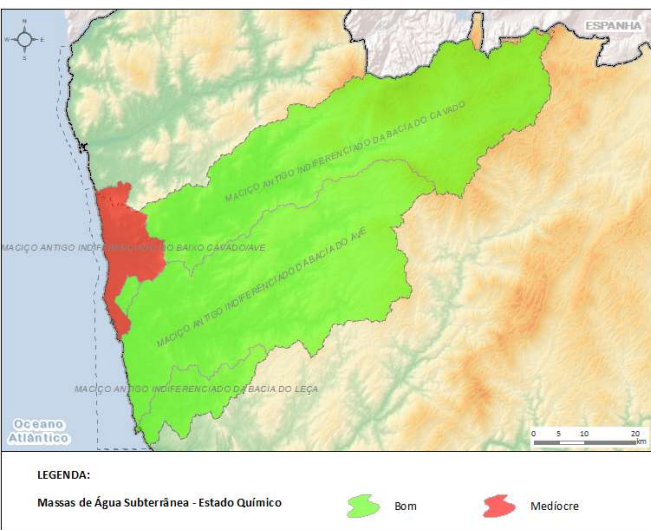 N
W E
S
ESPANHA
MACIÇO ANTIGO INDIFERENCIADO DA BACIA DO CÁVADO
MACIÇO ANTIGO INDIFERENCIADO DO BAIXO CÁVADO/AVE
MACIÇO ANTIGO INDIFERENCIADO DA BACIA DO AVE
MACIÇO ANTIGO INDIFERENCIADO DA BACIA DO LEÇA
Oceano
Atlântico
0 5 10 20
km
LEGENDA:
Massas de Água Subterrânea - Estado Químico Bom Medíocre